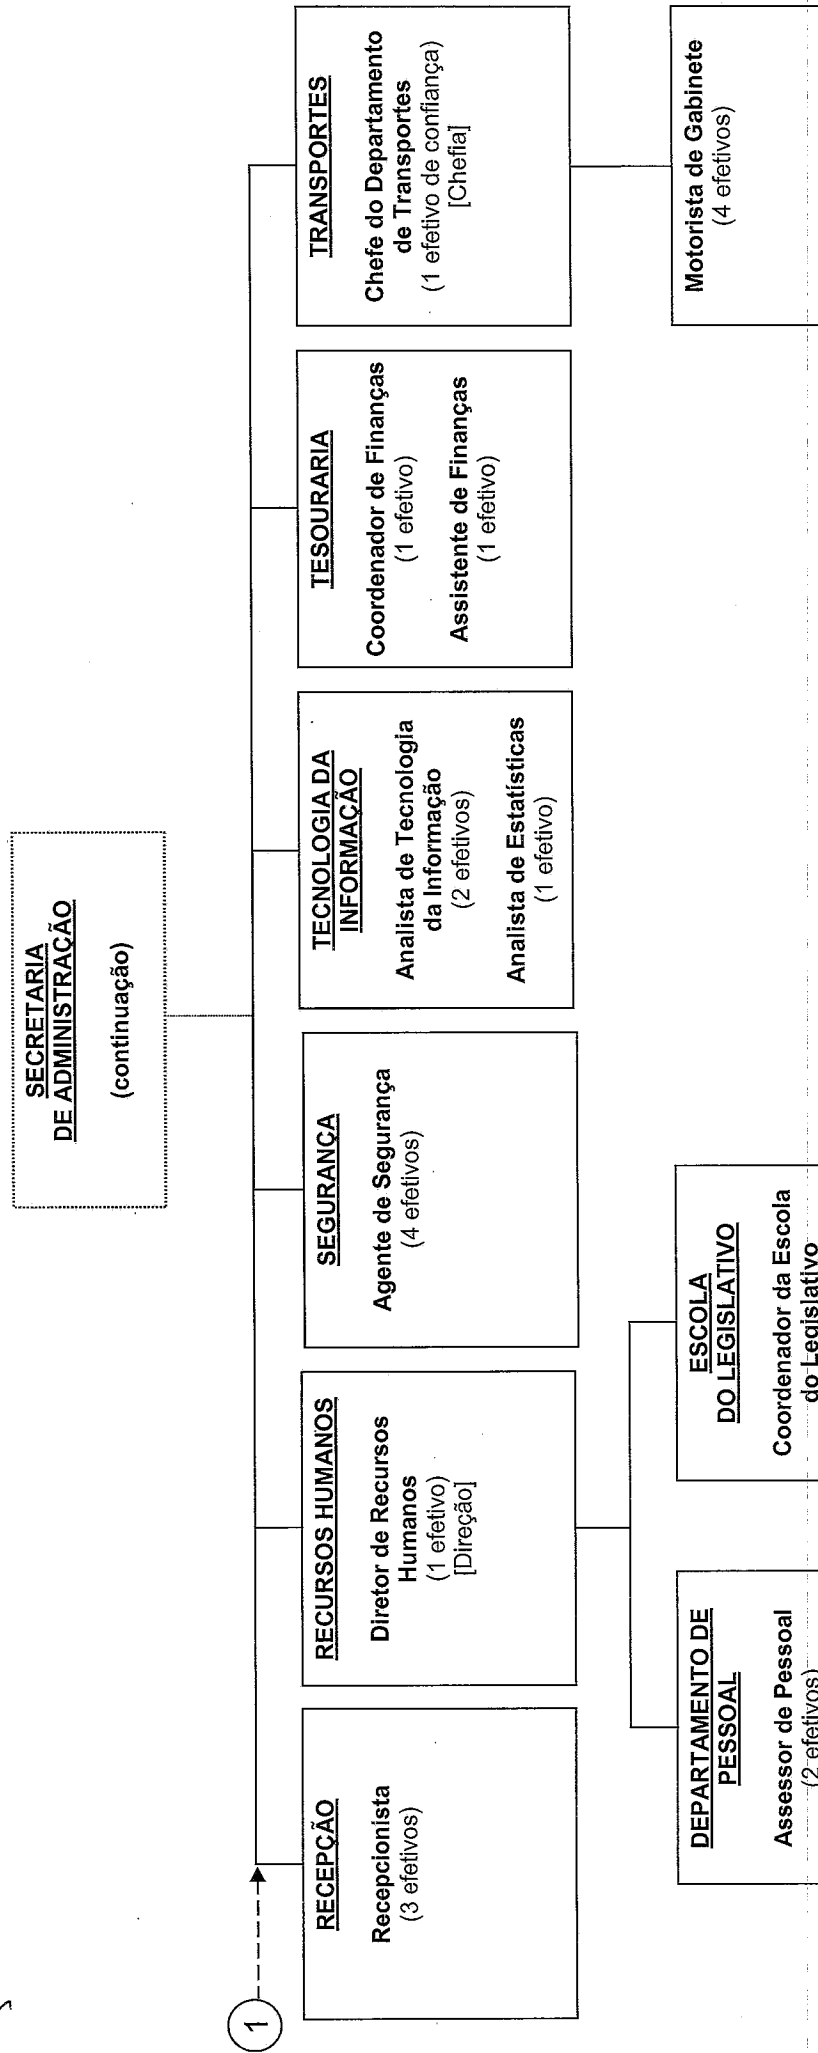 SECRETARIA
DE ADMINISTRAÇÃO
(continuação)
1
RECEPÇÃO
Recepcionista
(3 efetivos)
RECURSOS HUMANOS
Diretor de Recursos
Humanos
(1 efetivo)
[Direção]
SEGURANÇA
Agente de Segurança
(4 efetivos)
TECNOLOGIA DA
INFORMAÇÃO
Analista de Tecnologia
da Informação
(2 efetivos)
Analista de Estatísticas
(1 efetivo)
TESOURARIA
Coordenador de Finanças
(1 efetivo)
Assistente de Finanças
(1 efetivo)
TRANSPORTES
Chefe do Departamento
de Transportes
(1 efetivo de confiança)
[Chefia]
DEPARTAMENTO DE
PESSOAL
Assessor de Pessoal
(2 efetivos)
ESCOLA
DO LEGISLATIVO
Coordenador da Escola
do Legislativo
Motorista de Gabinete
(4 efetivos)